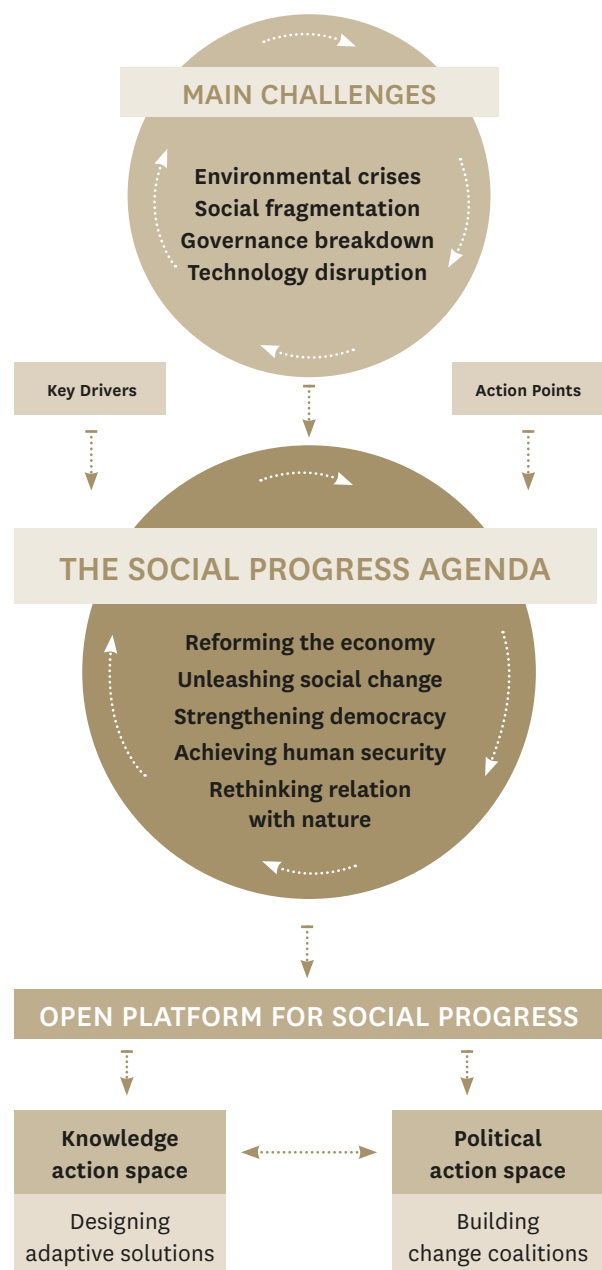 MAIN CHALLENGES
Environmental crises
Social fragmentation
Governance breakdown
Technology disruption
Key Drivers
Action Points
THE SOCIAL PROGRESS AGENDA
Reforming the economy
Unleashing social change
Strengthening democracy
Achieving human security
Rethinking relation
with nature
OPEN PLATFORM FOR SOCIAL PROGRESS
Knowledge
action space
Designing
adaptive solutions
Political
action space
Building
change coalitions